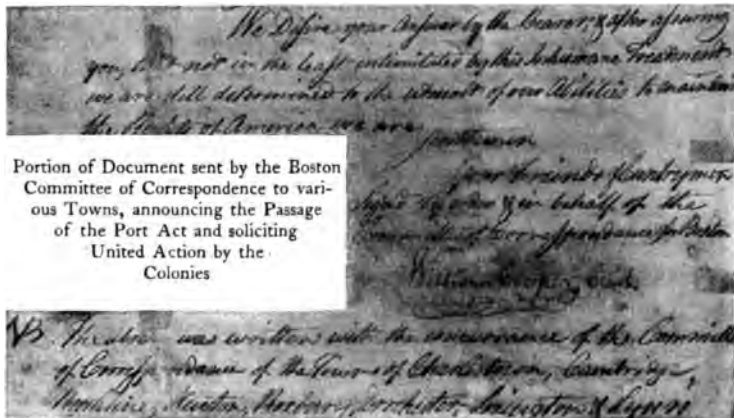 We Desire your Answer by the Bearer; & after assuring
you, that not in the least intimidated by this Inhumane Treatment
we are still determined to the utmost of our Abilities to maintain
the Rights of America we are
Gentlemen
your Friends & Countrymen
Signed by order & in behalf of the
Committee of Correspondence for Boston
William Cooper, Clerk
Portion of Document sent by the Boston
Committee of Correspondence to vari-
ous Towns, announcing the Passage
of the Port Act and soliciting
United Action by the
Colonies
NB The above was written with the concurrence of the Committees
of Correspondence of the Towns of Charlestown, Cambridge,
Brookline, Newton, Roxbury, Dorchester, Lexington & Lynn